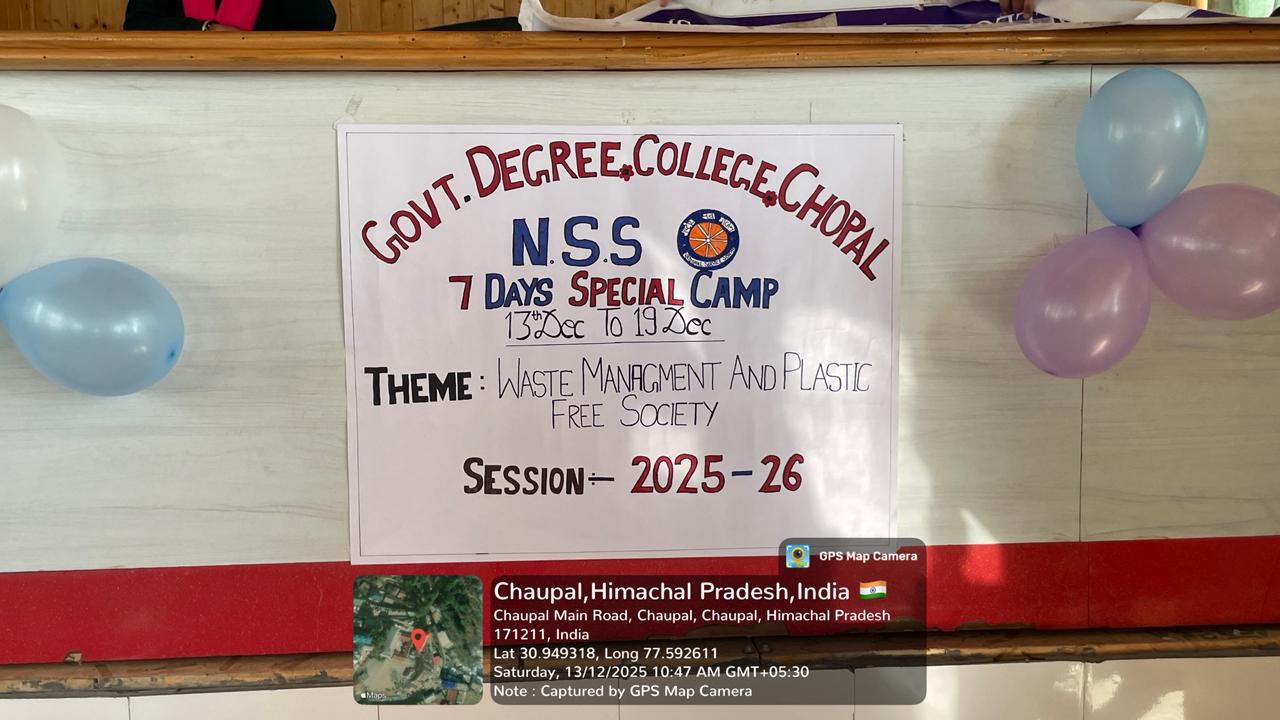 GOVT. DEGREE COLLEGE CHOPAL
N.S.S
7 DAYS SPECIAL CAMP
13th Dec To 19 Dec
THEME : WASTE MANAGMENT AND PLASTIC
FREE SOCIETY
SESSION :- 2025-26
GPS Map Camera
Chaupal,Himachal Pradesh,India
Chaupal Main Road, Chaupal, Chaupal, Himachal Pradesh
171211, India
Lat 30.949318, Long 77.592611
Saturday, 13/12/2025 10:47 AM GMT+05:30
Note : Captured by GPS Map Camera
Maps